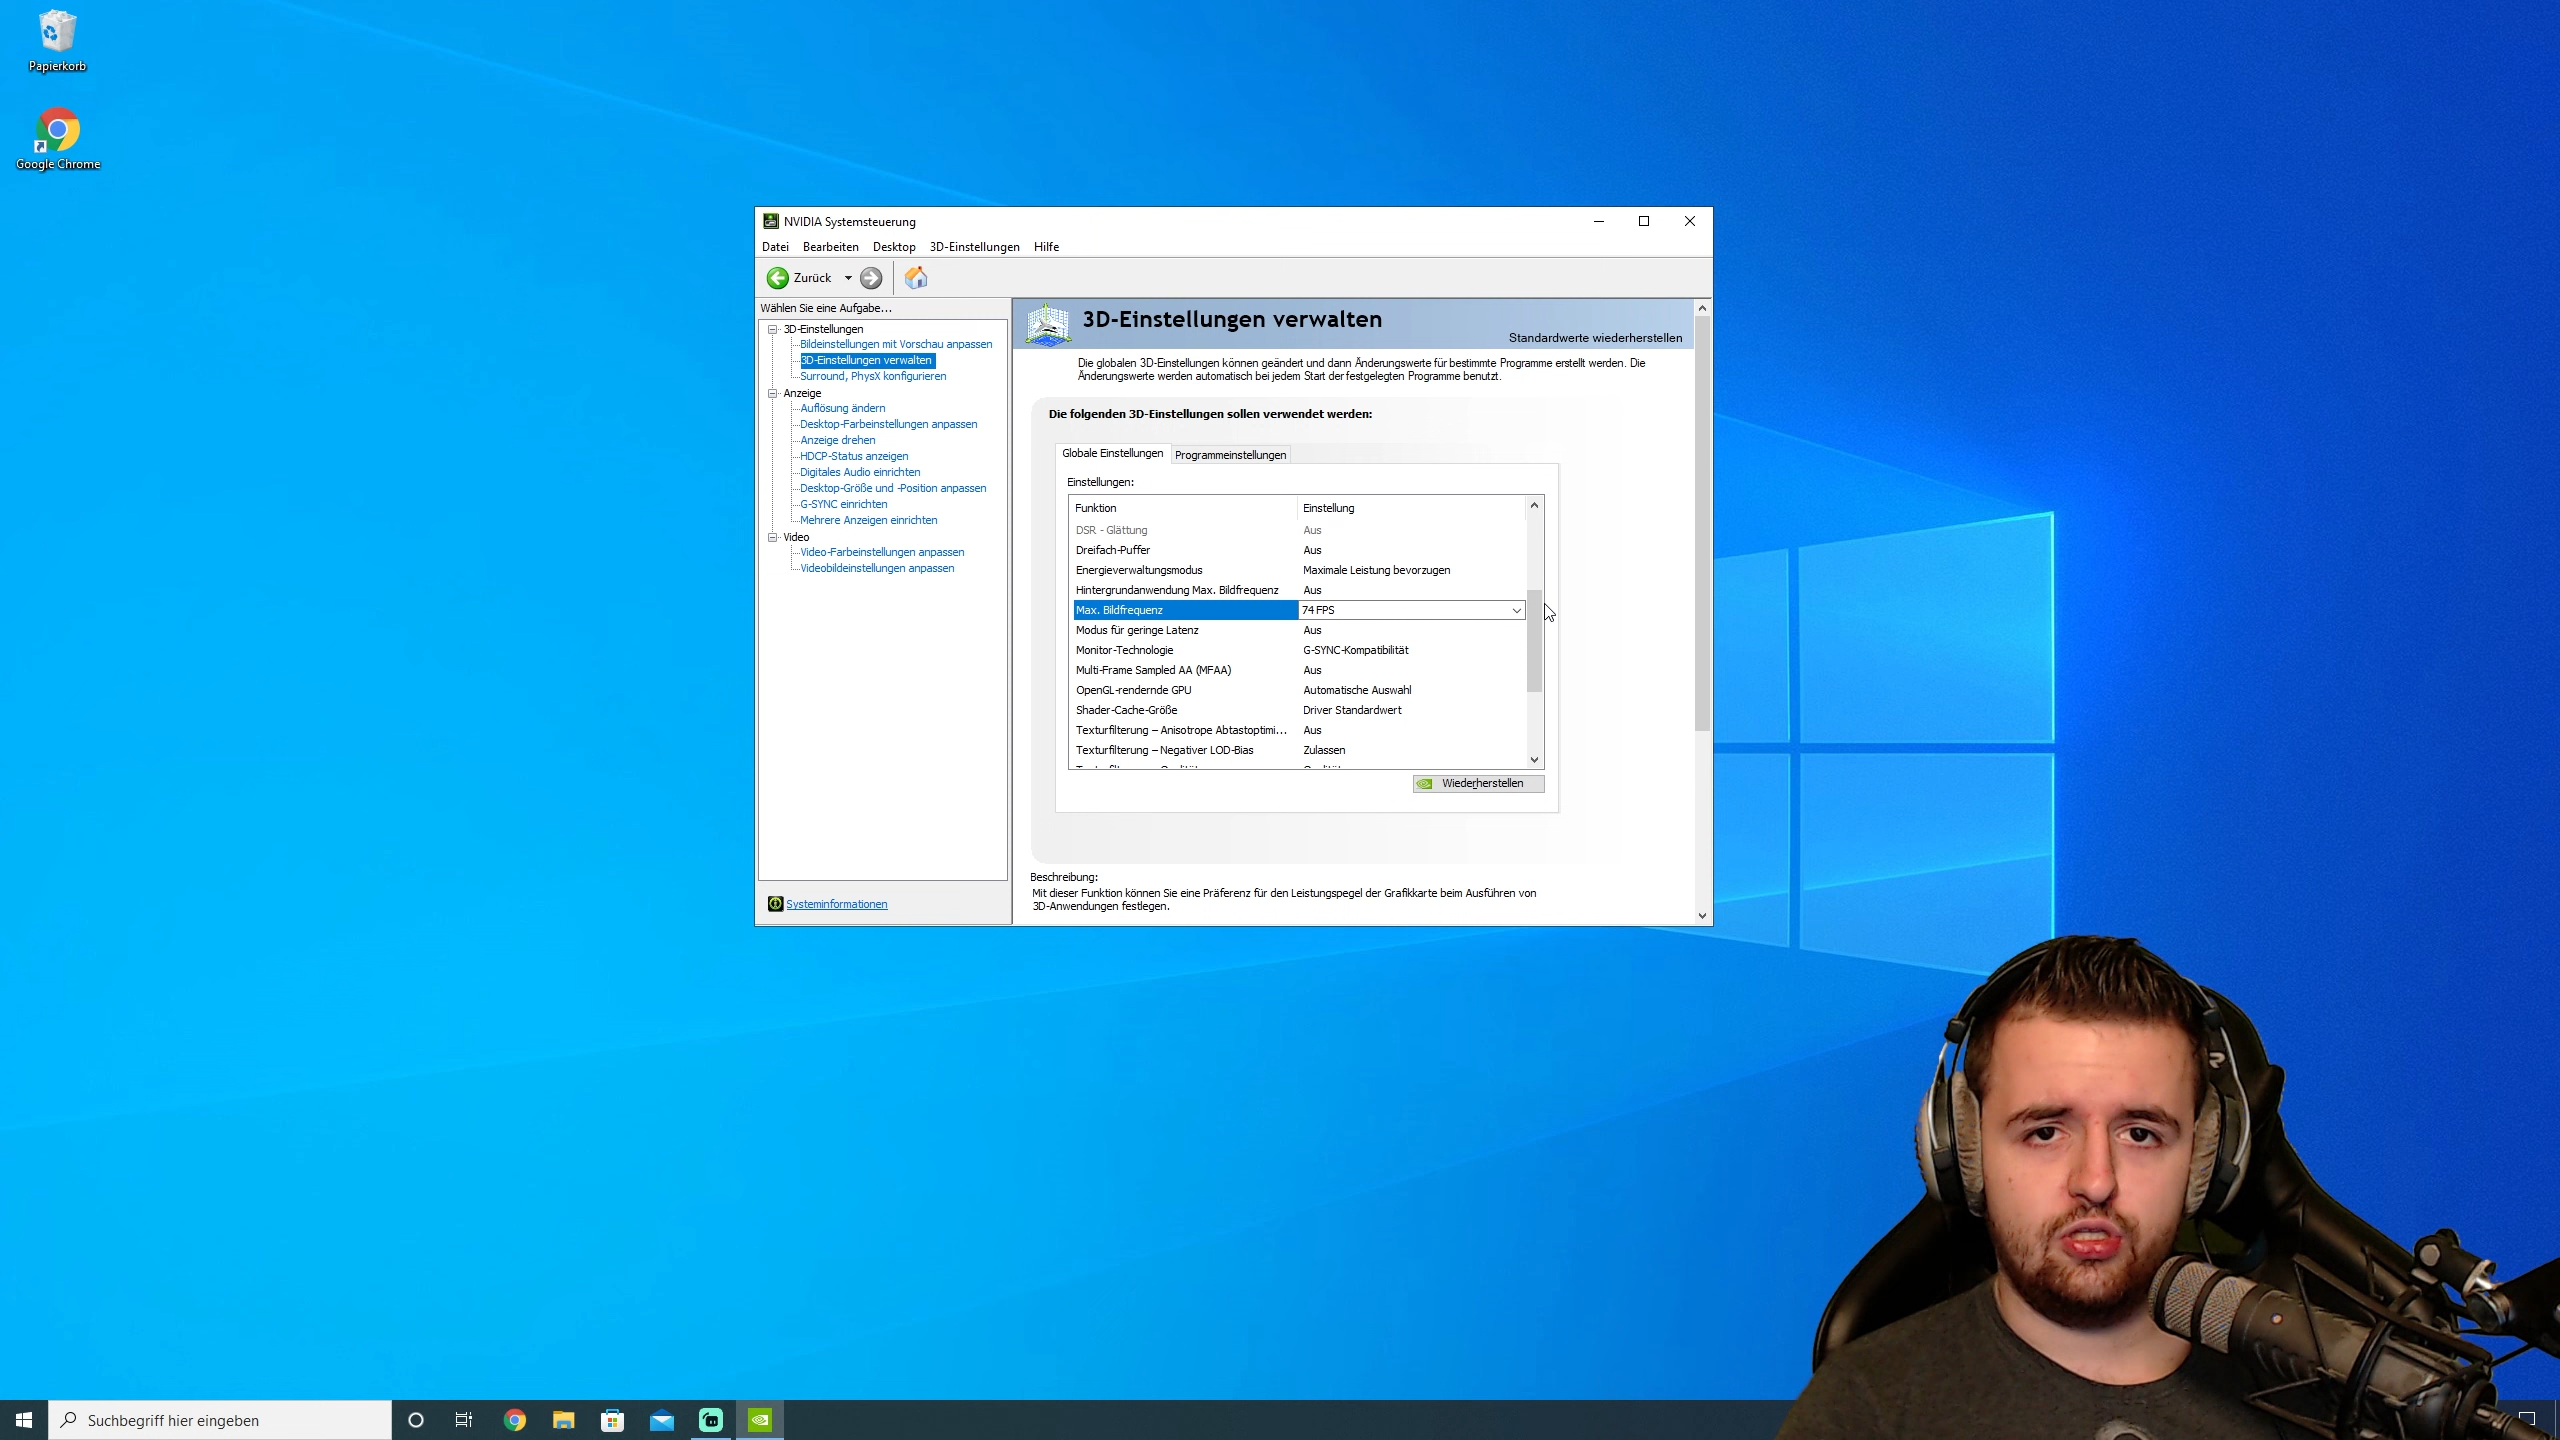 Papierkorb
Google Chrome
NVIDIA Systemsteuerung
Datei Bearbeiten Desktop 3D-Einstellungen Hilfe
Zurück
Wählen Sie eine Aufgabe...
3D-Einstellungen
Bildeinstellungen mit Vorschau anpassen
3D-Einstellungen verwalten
Surround, PhysX konfigurieren
Anzeige
Auflösung ändern
Desktop-Farbeinstellungen anpassen
Anzeige drehen
HDCP-Status anzeigen
Digitales Audio einrichten
Desktop-Größe und -Position anpassen
G-SYNC einrichten
Mehrere Anzeigen einrichten
Video
Video-Farbeinstellungen anpassen
Videobildeinstellungen anpassen
Systeminformationen
3D-Einstellungen verwalten
Standardwerte wiederherstellen
Die globalen 3D-Einstellungen können geändert und dann Änderungswerte für bestimmte Programme erstellt werden. Die
Änderungswerte werden automatisch bei jedem Start der festgelegten Programme benutzt.
Die folgenden 3D-Einstellungen sollen verwendet werden:
Globale Einstellungen Programmeinstellungen
Einstellungen:
Funktion Einstellung
DSR - Glättung Aus
Dreifach-Puffer Aus
Energieverwaltungsmodus Maximale Leistung bevorzugen
Hintergrundanwendung Max. Bildfrequenz Aus
Max. Bildfrequenz 74 FPS
Modus für geringe Latenz Aus
Monitor-Technologie G-SYNC-Kompatibilität
Multi-Frame Sampled AA (MFAA) Aus
OpenGL-rendernde GPU Automatische Auswahl
Shader-Cache-Größe Driver Standardwert
Texturfilterung – Anisotrope Abtastoptimi... Aus
Texturfilterung – Negativer LOD-Bias Zulassen
Wiederherstellen
Beschreibung:
Mit dieser Funktion können Sie eine Präferenz für den Leistungspegel der Grafikkarte beim Ausführen von
3D-Anwendungen festlegen.
Suchbegriff hier eingeben